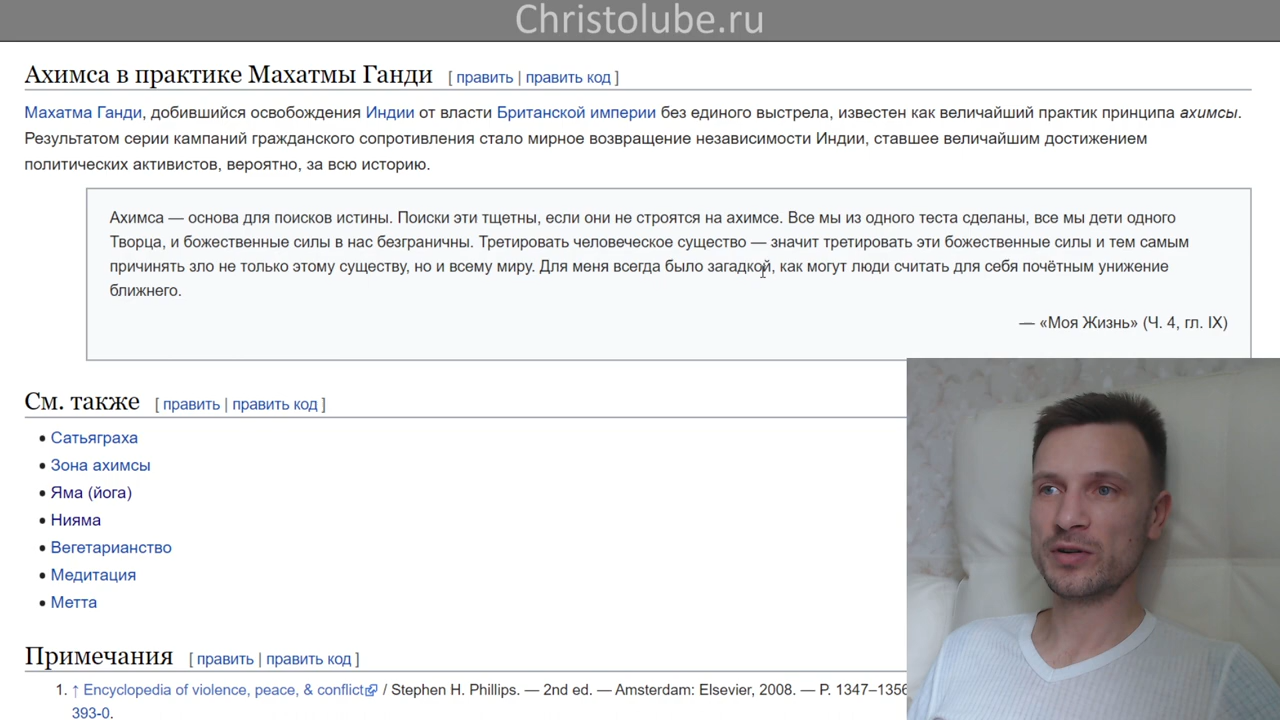 Christolube.ru
Ахимса в практике Махатмы Ганди [ править | править код ]
Махатма Ганди, добившийся освобождения Индии от власти Британской империи без единого выстрела, известен как величайший практик принципа ахимсы.
Результатом серии кампаний гражданского сопротивления стало мирное возвращение независимости Индии, ставшее величайшим достижением
политических активистов, вероятно, за всю историю.
Ахимса — основа для поисков истины. Поиски эти тщетны, если они не строятся на ахимсе. Все мы из одного теста сделаны, все мы дети одного
Творца, и божественные силы в нас безграничны. Третировать человеческое существо — значит третировать эти божественные силы и тем самым
причинять зло не только этому существу, но и всему миру. Для меня всегда было загадкой, как могут люди считать для себя почётным унижение
ближнего.
— «Моя Жизнь» (Ч. 4, гл. IX)
См. также [ править | править код ]
• Сатьяграха
• Зона ахимсы
• Яма (йога)
• Нияма
• Вегетарианство
• Медитация
• Метта
Примечания [ править | править код ]
1. ↑ Encyclopedia of violence, peace, & conflict / Stephen H. Phillips. — 2nd ed. — Amsterdam: Elsevier, 2008. — P. 1347–1356
393-0.